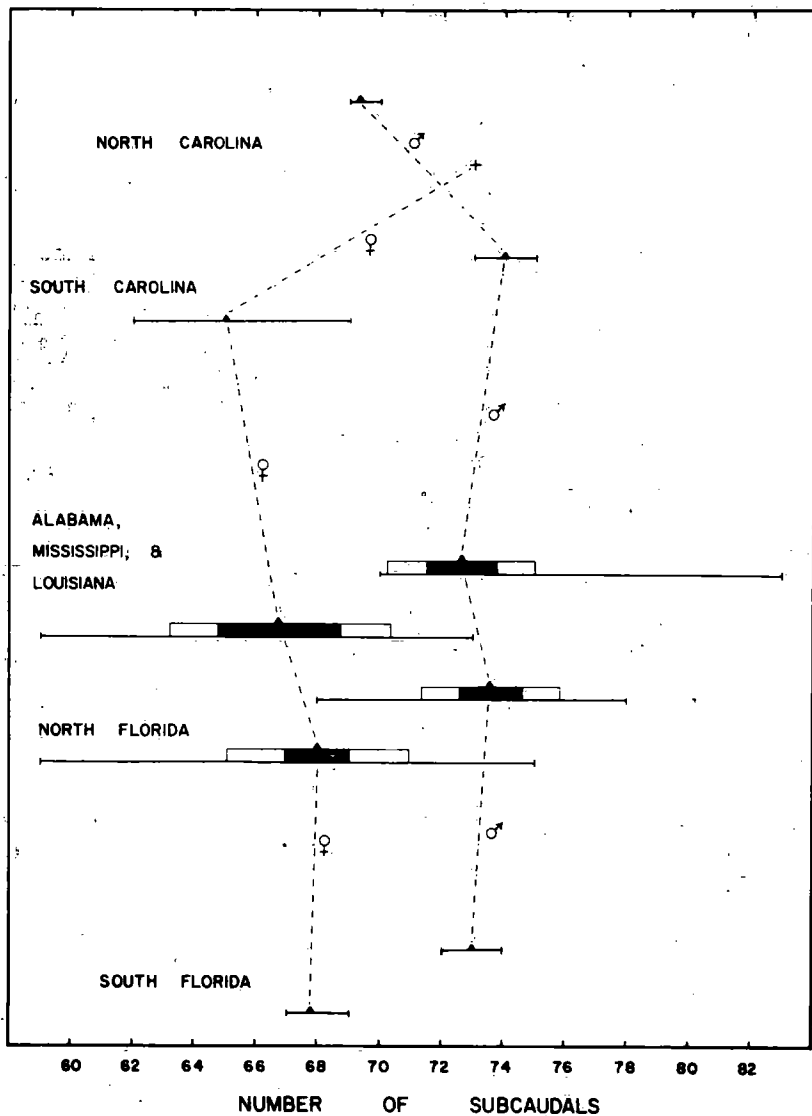 NORTH CAROLINA
♂
♀
SOUTH CAROLINA
♂
♀
ALABAMA,
MISSISSIPPI, &
LOUISIANA
NORTH FLORIDA
♂
♀
SOUTH FLORIDA
60 62 64 66 68 70 72 74 76 78 80 82
NUMBER OF SUBCAUDALS